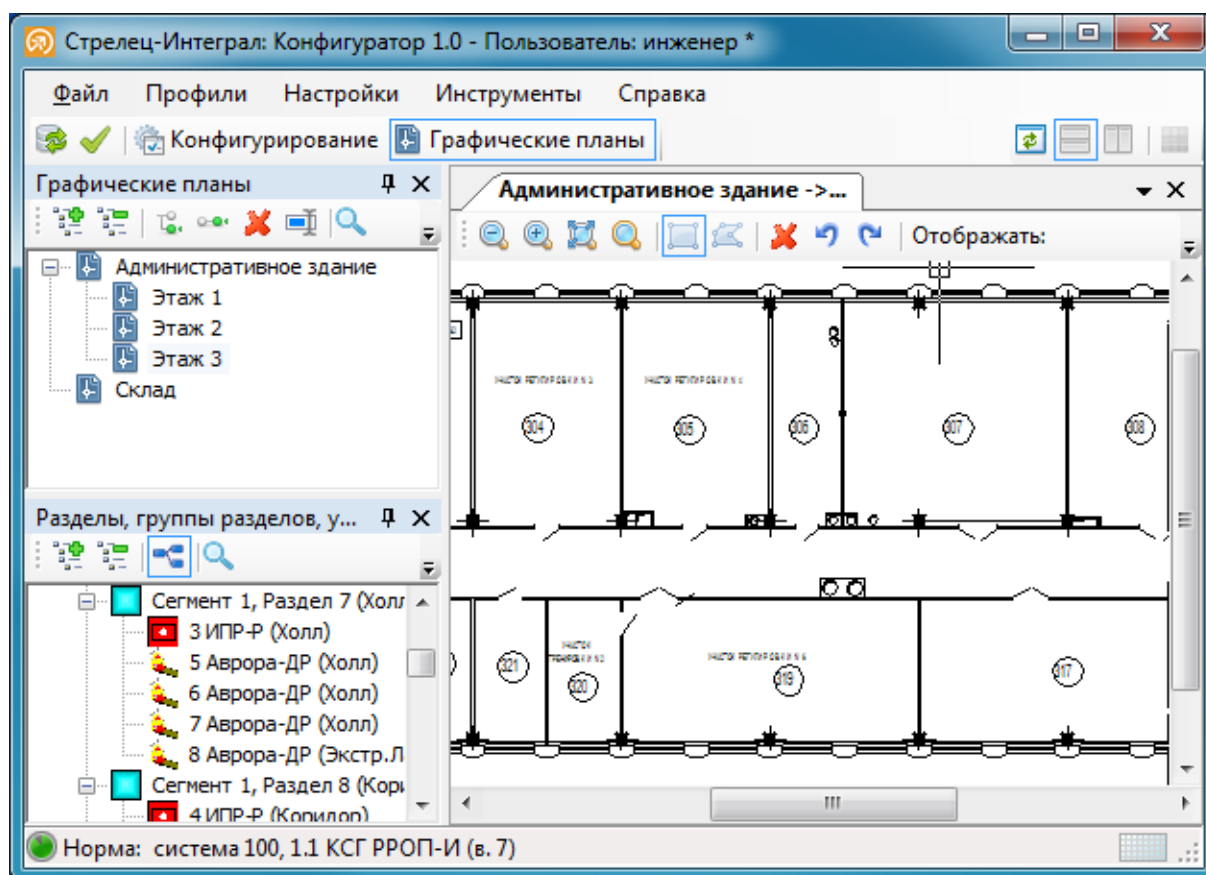 Стрелец-Интеграл: Конфигуратор 1.0 - Пользователь: инженер *
Файл Профили Настройки Инструменты Справка
Конфигурирование Графические планы
Графические планы
Административное здание
Этаж 1
Этаж 2
Этаж 3
Склад
Разделы, группы разделов, у...
Сегмент 1, Раздел 7 (Холл
3 ИПР-Р (Холл)
5 Аврора-ДР (Холл)
6 Аврора-ДР (Холл)
7 Аврора-ДР (Холл)
8 Аврора-ДР (Экстр.Л
Сегмент 1, Раздел 8 (Кори
4 ИПР-Р (Коридор)
Административное здание ->...
Отображать:
304 305 306 307 308
321 320 319 317
Норма: система 100, 1.1 КСГ РРОП-И (в. 7)